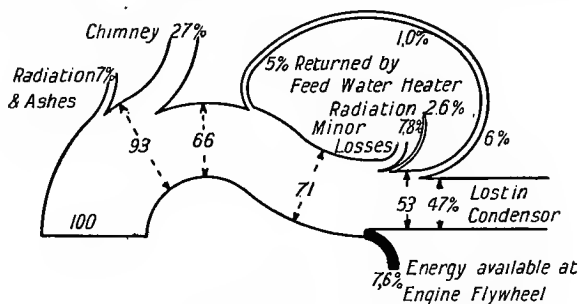 Chimney 27%
1,0%
5% Returned by
Feed Water Heater
Radiation 7%
& Ashes
Radiation 2.6%
Minor 7,8%
Losses
6%
93
66
71
53
47%
Lost in
Condensor
100
7,6%
Energy available at
Engine Flywheel